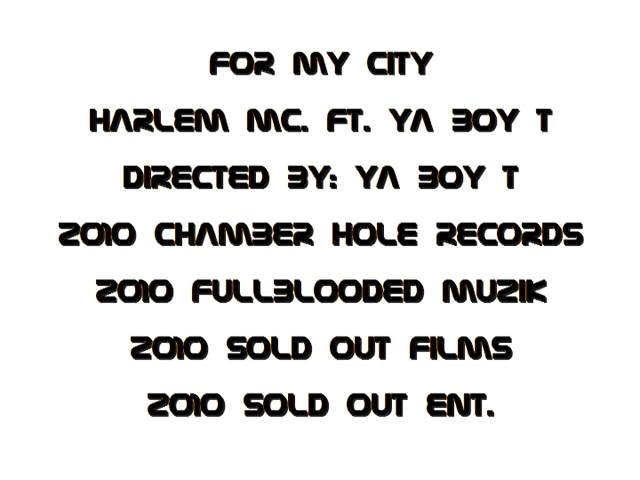 FOR MY CITY
HARLEM MC. FT. YA BOY T
DIRECTED BY: YA BOY T
2010 CHAMBER HOLE RECORDS
2010 FULLBLOODED MUZIK
2010 SOLD OUT FILMS
2010 SOLD OUT ENT.